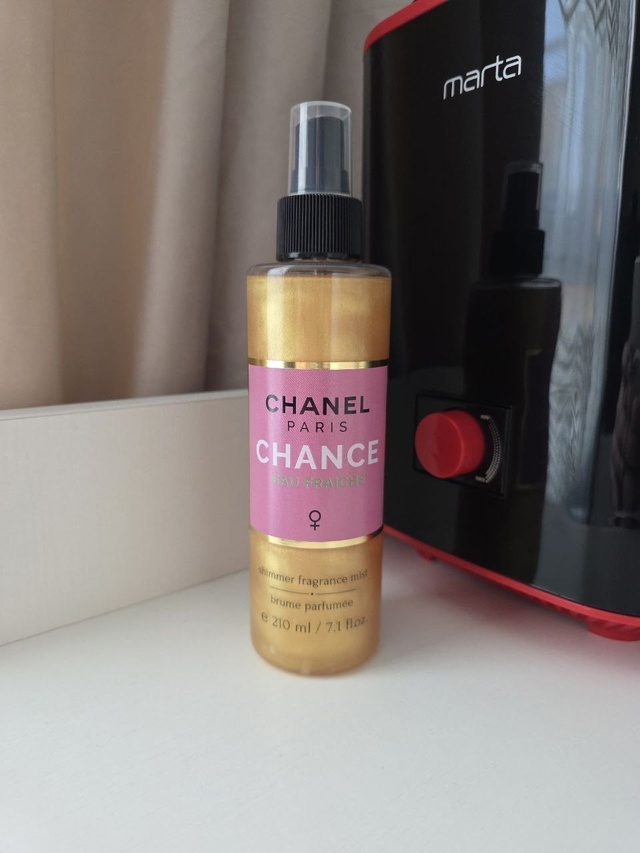 marta
CHANEL
PARIS
CHANCE
EAU FRAICHE
shimmer fragrance mist
brume parfumée
e 210 ml / 7.1 fl oz